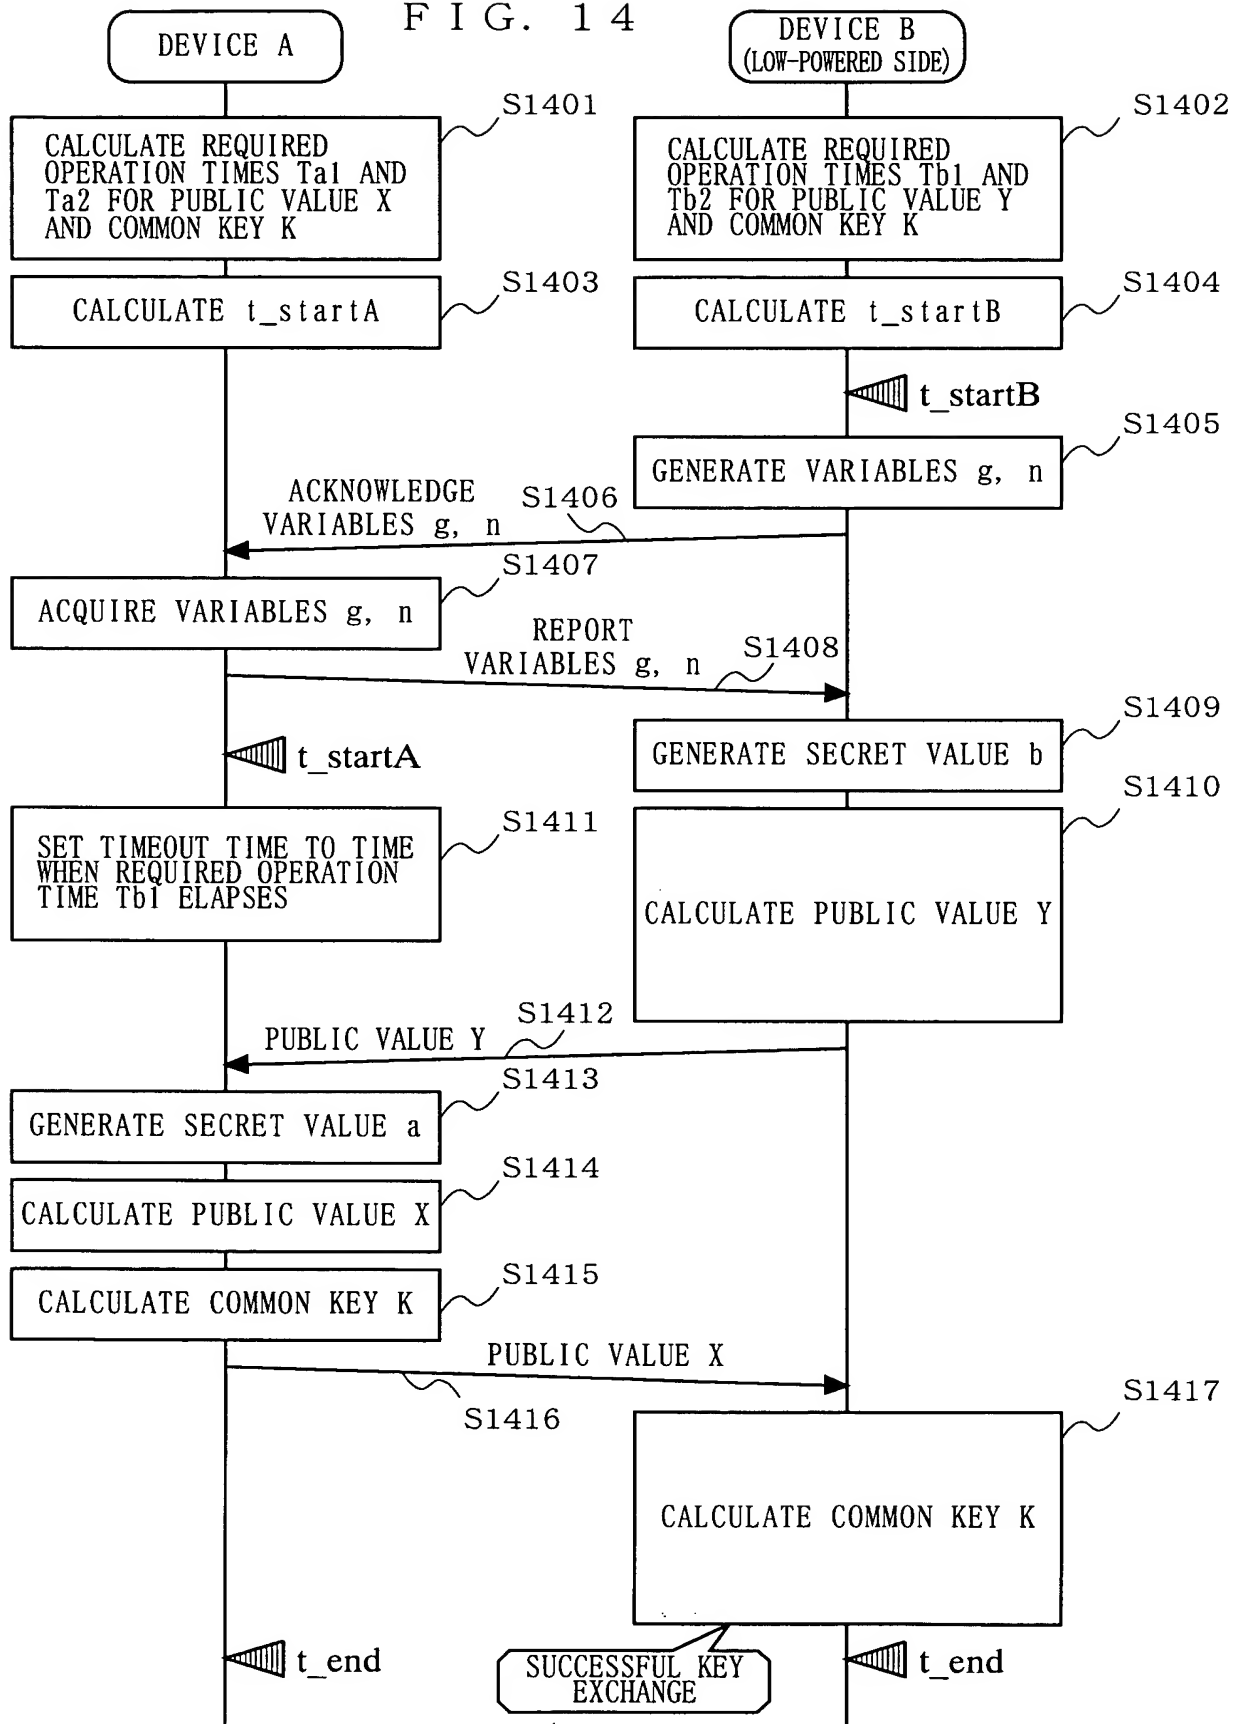 FIG. 14
DEVICE A
DEVICE B
(LOW-POWERED SIDE)
S1401
CALCULATE REQUIRED
OPERATION TIMES Ta1 AND
Ta2 FOR PUBLIC VALUE X
AND COMMON KEY K
S1402
CALCULATE REQUIRED
OPERATION TIMES Tb1 AND
Tb2 FOR PUBLIC VALUE Y
AND COMMON KEY K
S1403
CALCULATE t_startA
S1404
CALCULATE t_startB
t_startB
S1405
GENERATE VARIABLES g, n
ACKNOWLEDGE
VARIABLES g, n
S1406
S1407
ACQUIRE VARIABLES g, n
REPORT
VARIABLES g, n
S1408
S1409
GENERATE SECRET VALUE b
t_startA
S1410
CALCULATE PUBLIC VALUE Y
S1411
SET TIMEOUT TIME TO TIME
WHEN REQUIRED OPERATION
TIME Tb1 ELAPSES
PUBLIC VALUE Y
S1412
S1413
GENERATE SECRET VALUE a
S1414
CALCULATE PUBLIC VALUE X
S1415
CALCULATE COMMON KEY K
PUBLIC VALUE X
S1416
S1417
CALCULATE COMMON KEY K
t_end
SUCCESSFUL KEY
EXCHANGE
t_end